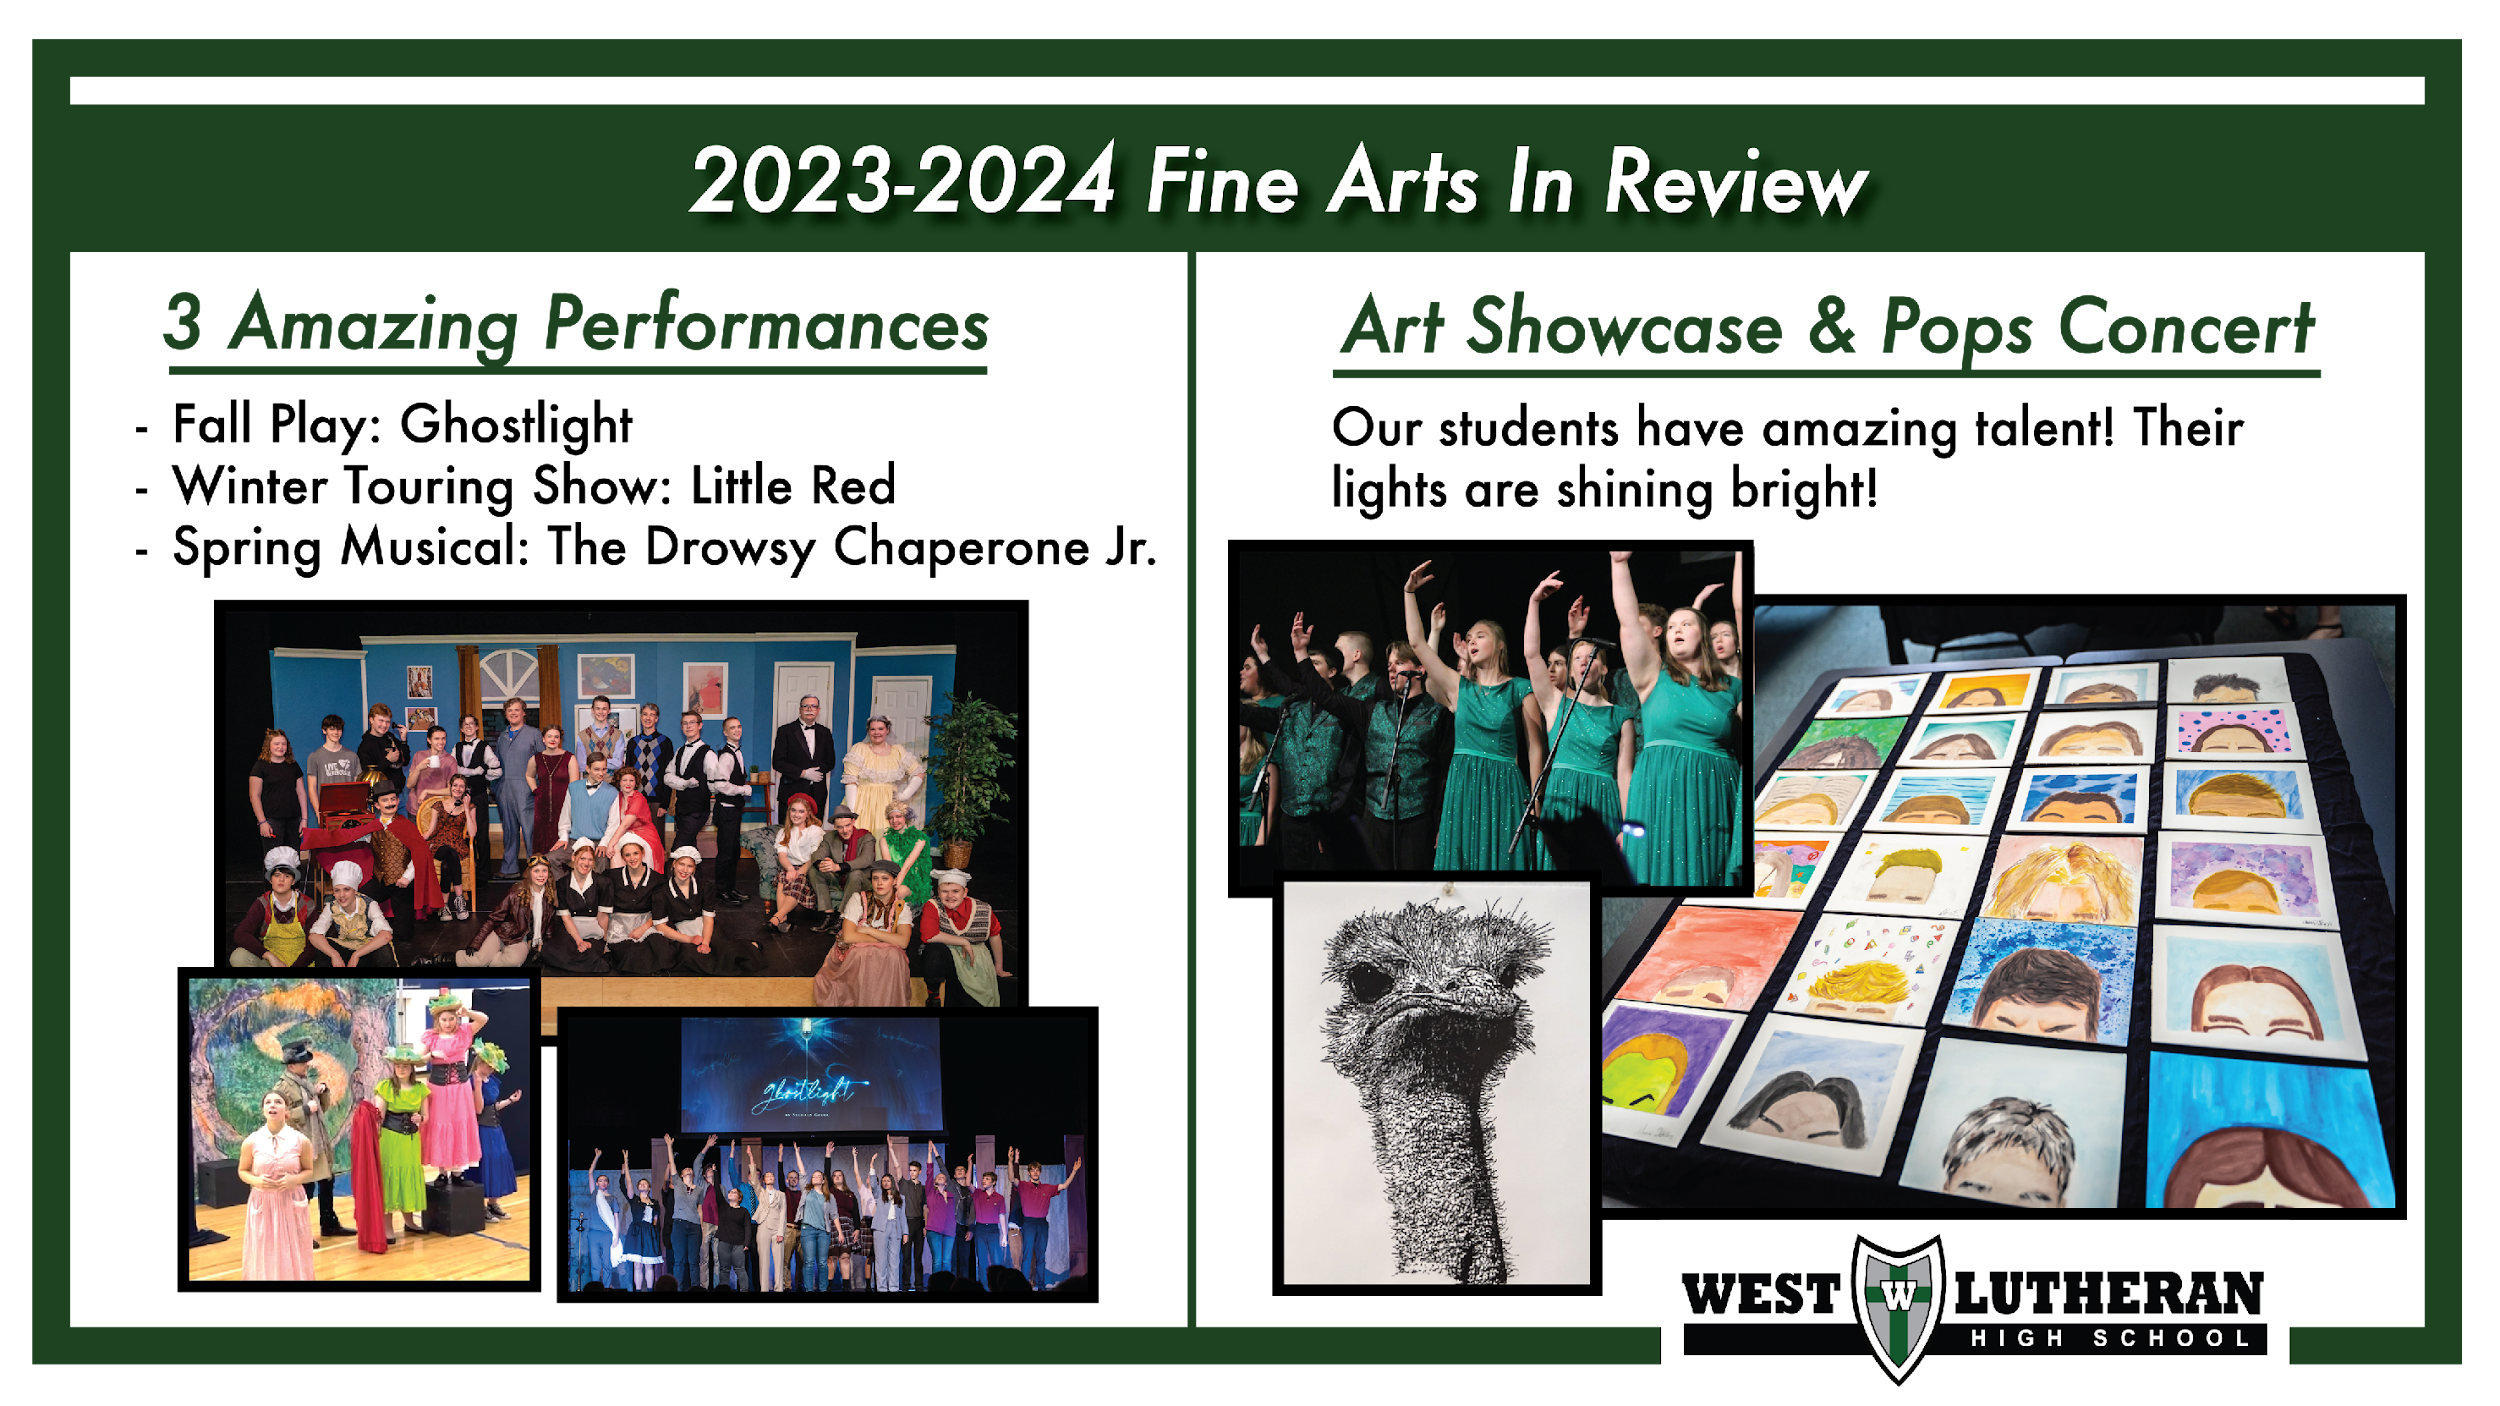 2023-2024 Fine Arts In Review
3 Amazing Performances
- Fall Play: Ghostlight
- Winter Touring Show: Little Red
- Spring Musical: The Drowsy Chaperone Jr.
ghostlight
Art Showcase & Pops Concert
Our students have amazing talent! Their
lights are shining bright!
WEST W LUTHERAN
HIGH SCHOOL